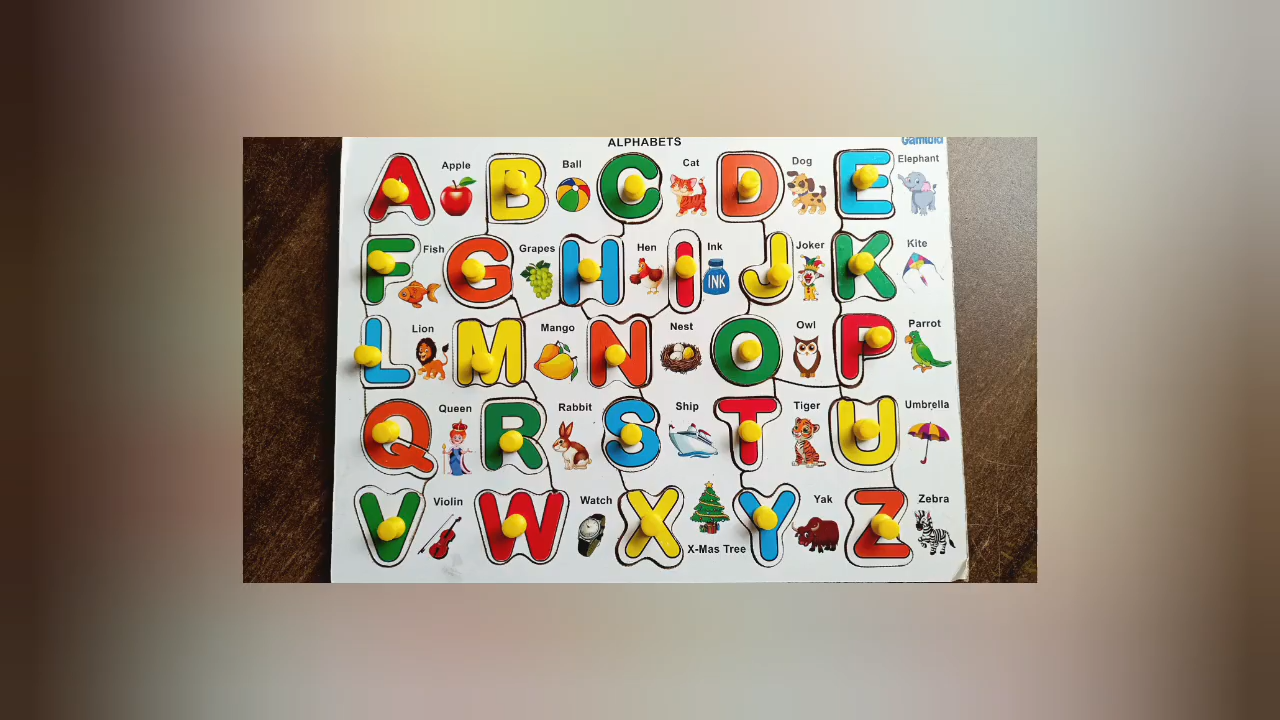 ALPHABETS
A Apple B Ball C Cat D Dog E Elephant
F Fish G Grapes H Hen I Ink INK J Joker K Kite
L Lion M Mango N Nest O Owl P Parrot
Q Queen R Rabbit S Ship T Tiger U Umbrella
V Violin W Watch X X-Mas Tree Y Yak Z Zebra